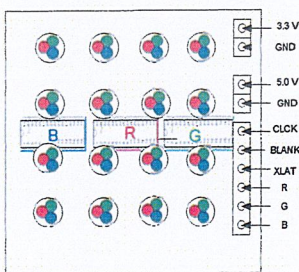 3.3 V
GND
5.0 V
GND
B R G
CLCK
BLANK
XLAT
R
G
B